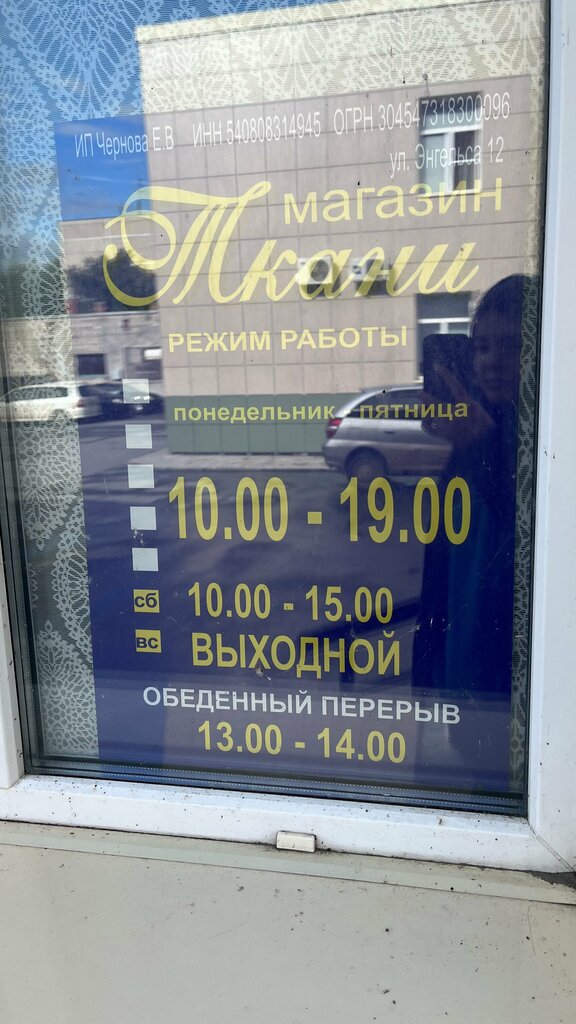 ИП Чернова Е.В ИНН 540808314945 ОГРН 304547318300096
ул. Энгельса 12
магазин
Ткани
РЕЖИМ РАБОТЫ
понедельник - пятница
10.00 - 19.00
сб 10.00 - 15.00
вс ВЫХОДНОЙ
ОБЕДЕННЫЙ ПЕРЕРЫВ
13.00 - 14.00